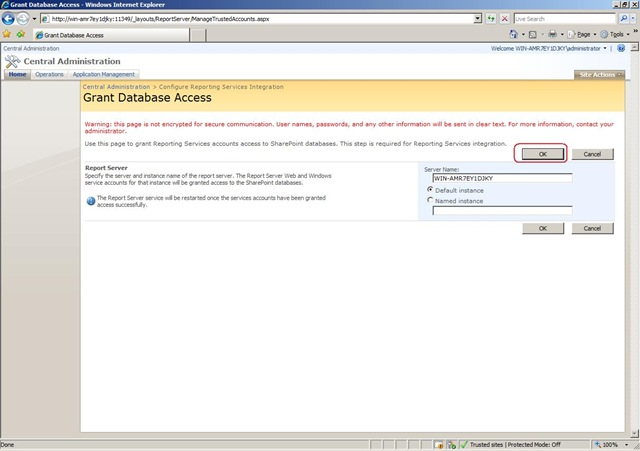 Grant Database Access - Windows Internet Explorer
http://win-amr7ey1djky:11349/_layouts/ReportServer/ManageTrustedAccounts.aspx
Live Search
Grant Database Access
Page
Tools
Central Administration
Welcome WIN-AMR7EY1DJKY\administrator
Central Administration
Home Operations Application Management
Site Actions
Central Administration > Configure Reporting Services Integration
Grant Database Access
Warning: this page is not encrypted for secure communication. User names, passwords, and any other information will be sent in clear text. For more information, contact your
administrator.
Use this page to grant Reporting Services accounts access to SharePoint databases. This step is required for Reporting Services integration.
OK Cancel
Report Server
Specify the server and instance name of the report server. The Report Server Web and Windows
service accounts for that instance will be granted access to the SharePoint databases.
The Report Server service will be restarted once the services accounts have been granted
access successfully.
Server Name:
WIN-AMR7EY1DJKY
Default instance
Named instance
OK Cancel
Done
Trusted sites | Protected Mode: Off
100%